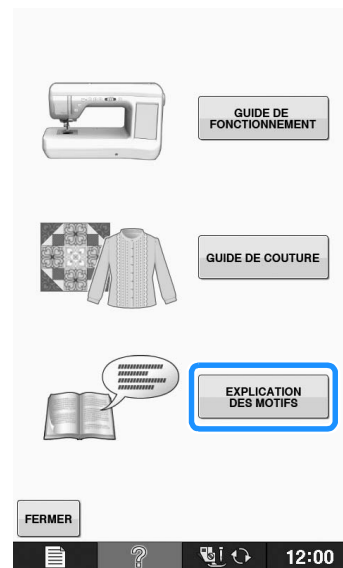 GUIDE DE
FONCTIONNEMENT
GUIDE DE COUTURE
EXPLICATION
DES MOTIFS
FERMER
12:00